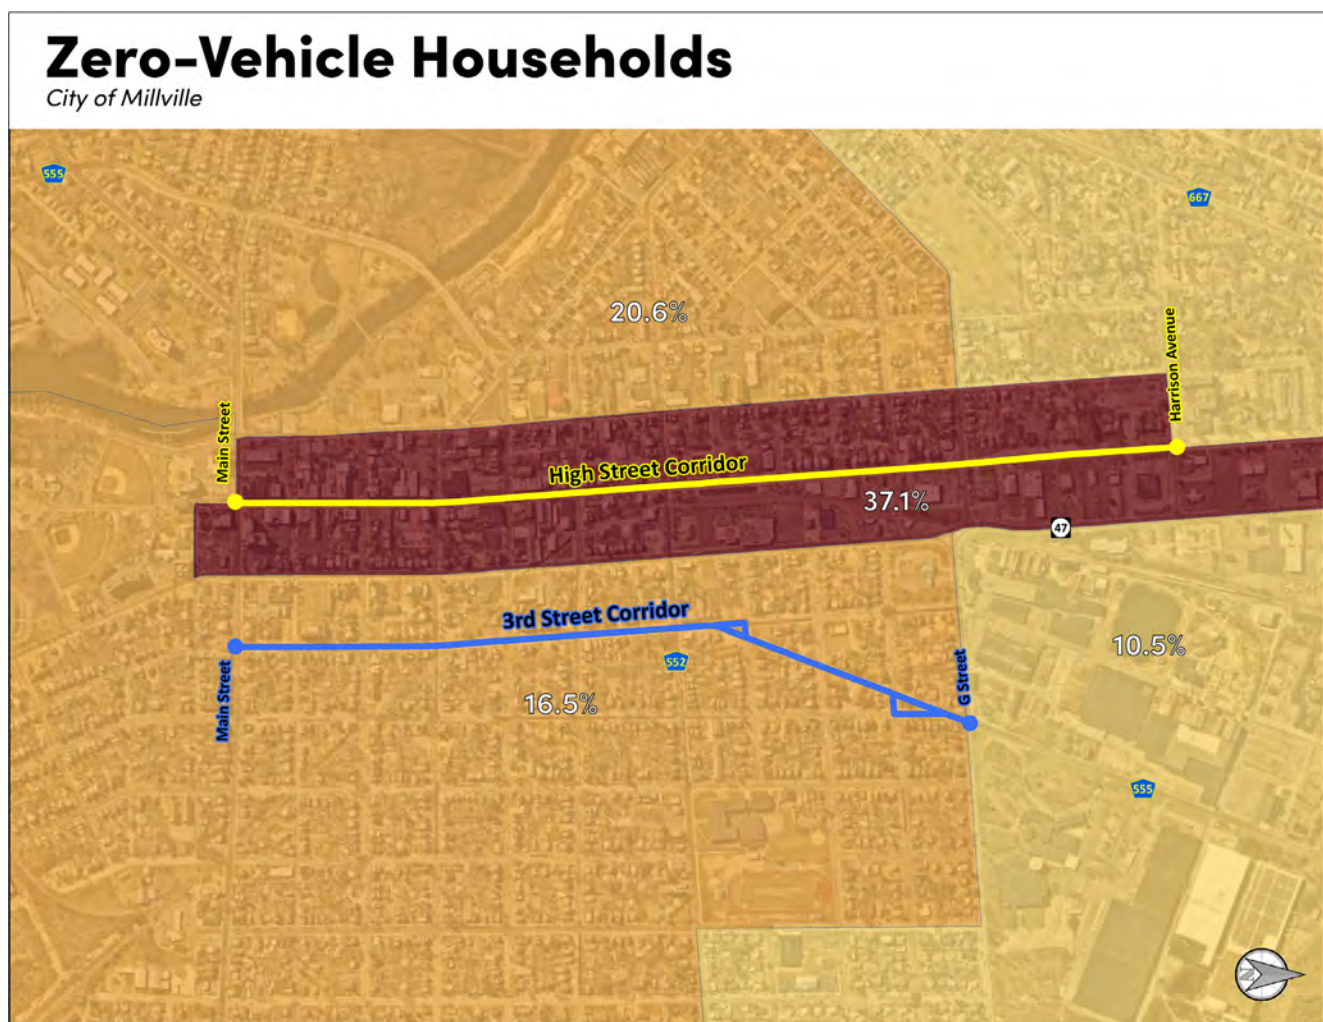 Zero-Vehicle Households
City of Millville
555
667
20.6%
Harrison Avenue
Main Street
High Street Corridor
37.1%
47
3rd Street Corridor
10.5%
552
G Street
Main Street
16.5%
555
N